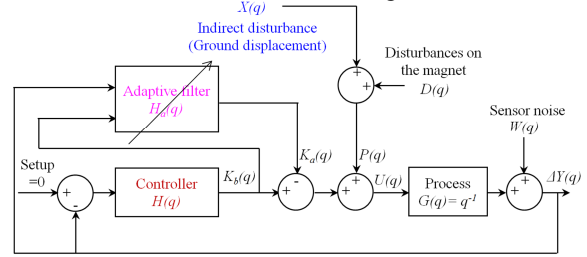 X(q)
Indirect disturbance
(Ground displacement)
Disturbances on
the magnet
D(q)
Adaptive filter
Hₐ(q)
Sensor noise
W(q)
Setup
=0
Kₐ(q)
P(q)
Controller
H(q)
K_b(q)
U(q)
Process
G(q)= q⁻¹
ΔY(q)
+
+
+
-
+
-
+
+
+
+